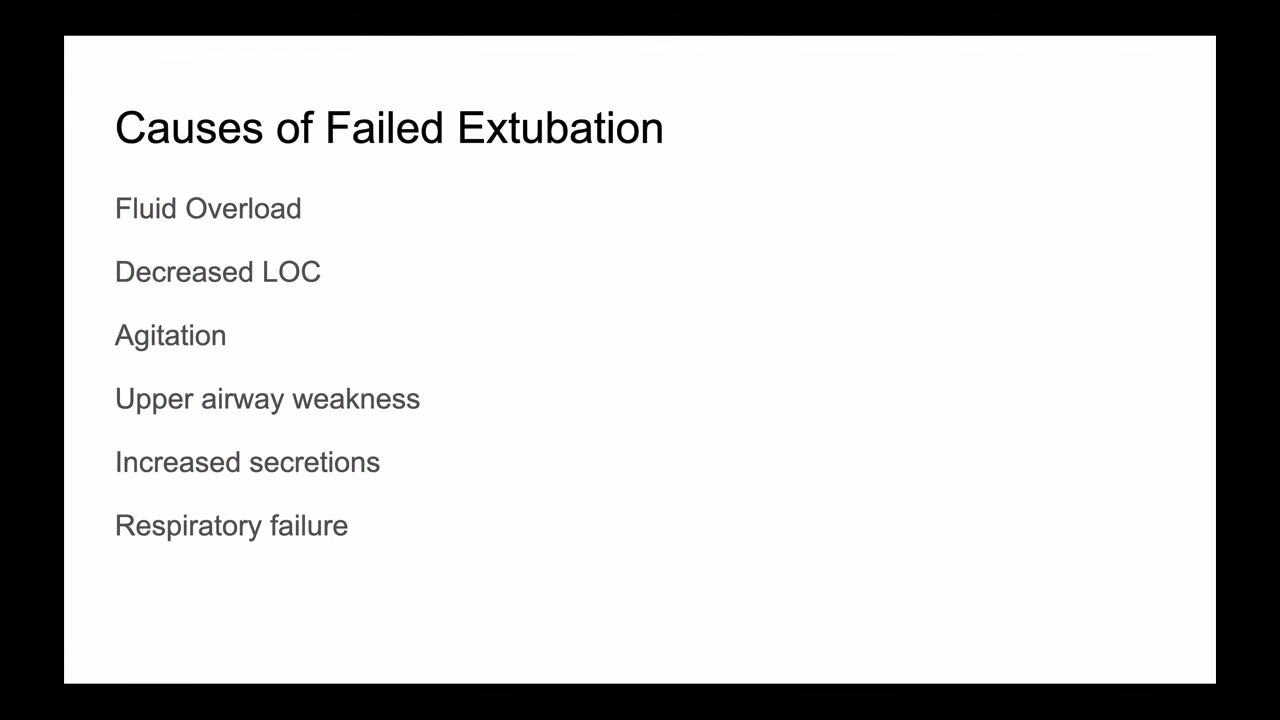 Causes of Failed Extubation
Fluid Overload
Decreased LOC
Agitation
Upper airway weakness
Increased secretions
Respiratory failure